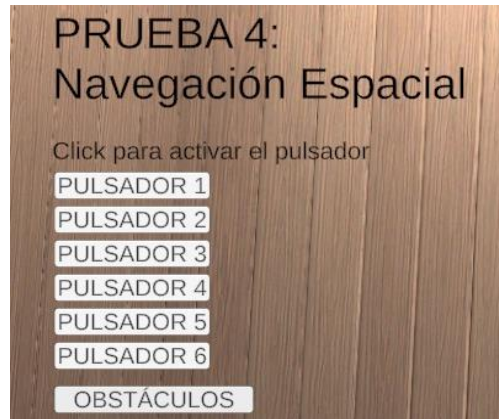 PRUEBA 4:
Navegación Espacial
Click para activar el pulsador
PULSADOR 1
PULSADOR 2
PULSADOR 3
PULSADOR 4
PULSADOR 5
PULSADOR 6
OBSTÁCULOS